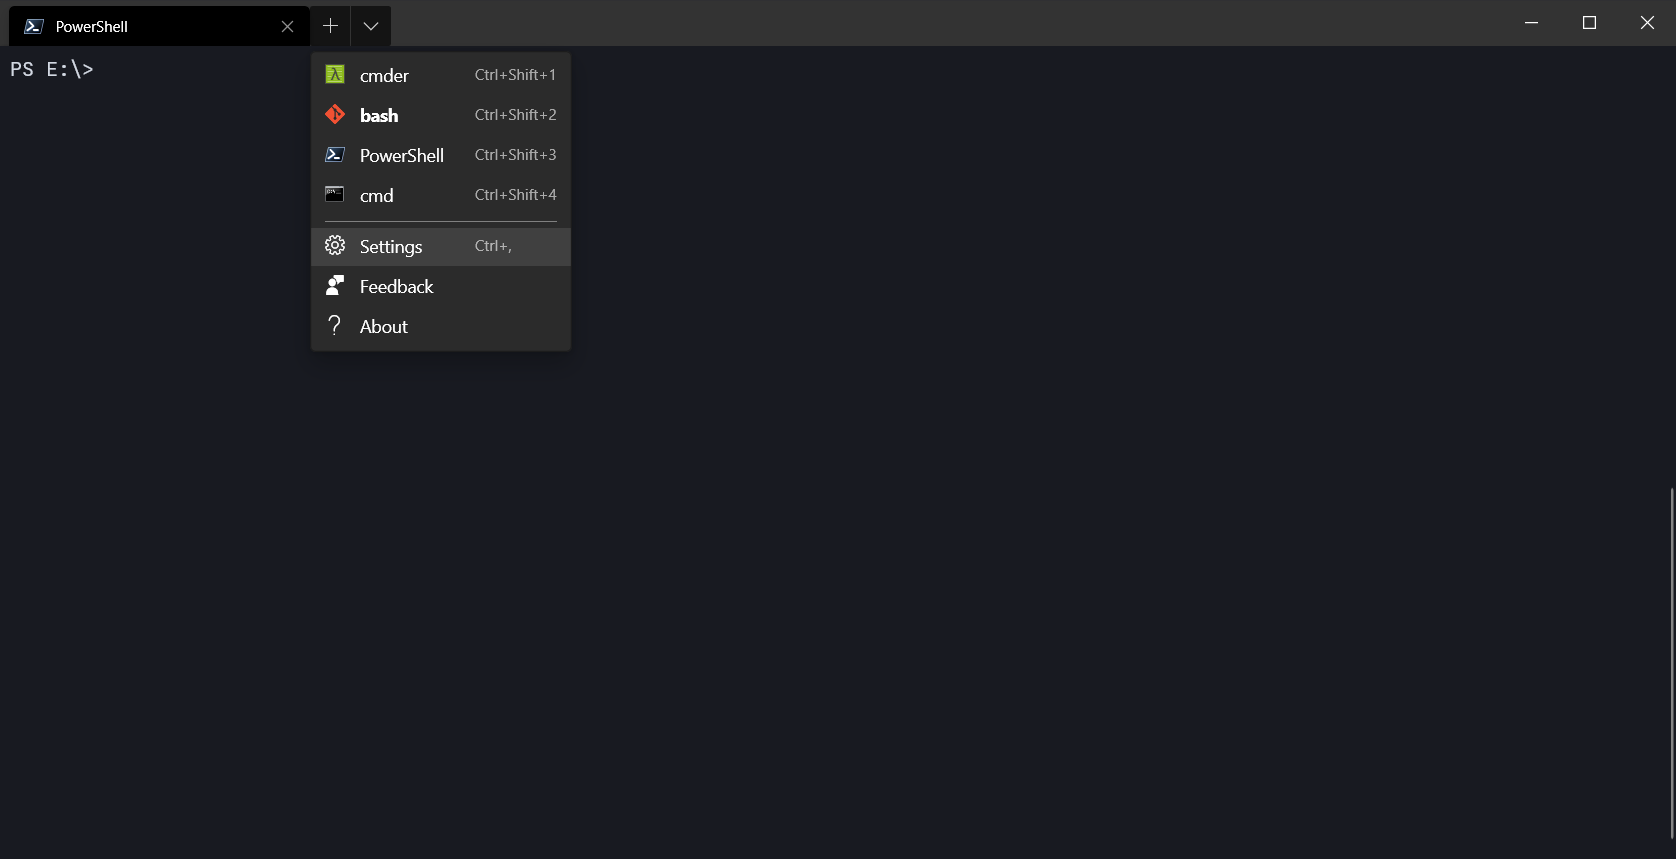 PowerShell
PS E:\>
cmder Ctrl+Shift+1
bash Ctrl+Shift+2
PowerShell Ctrl+Shift+3
cmd Ctrl+Shift+4
Settings Ctrl+,
Feedback
About